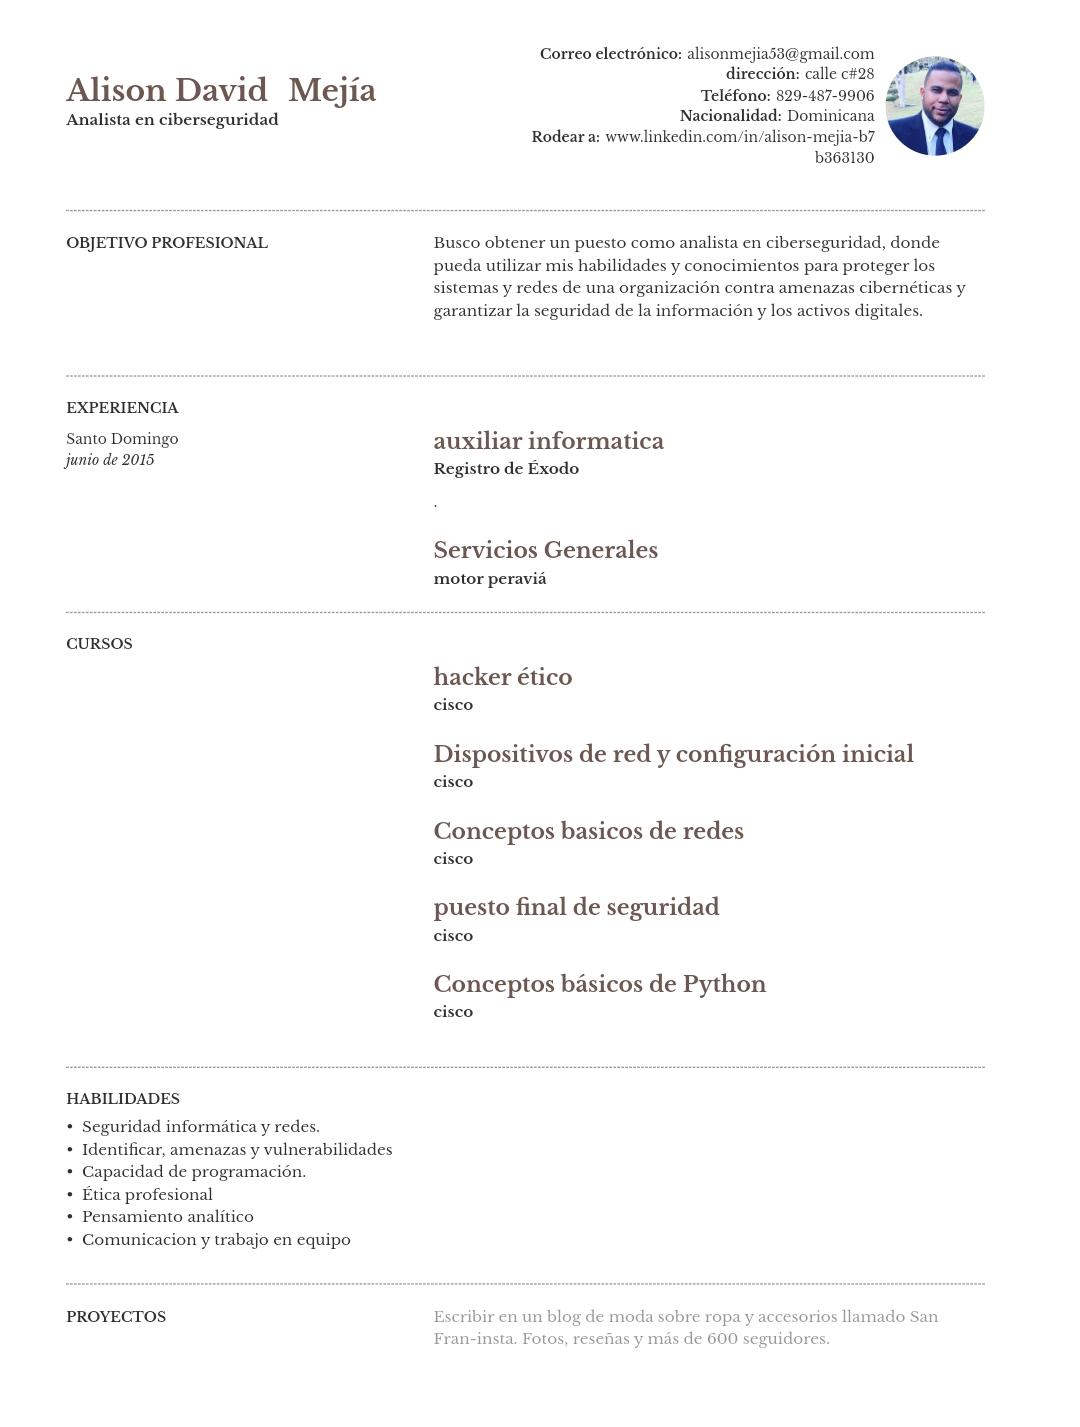 Alison David Mejía
Analista en ciberseguridad
Correo electrónico: alisonmejia53@gmail.com
dirección: calle c#28
Teléfono: 829-487-9906
Nacionalidad: Dominicana
Rodear a: www.linkedin.com/in/alison-mejia-b7
b363130
OBJETIVO PROFESIONAL
Busco obtener un puesto como analista en ciberseguridad, donde
pueda utilizar mis habilidades y conocimientos para proteger los
sistemas y redes de una organización contra amenazas cibernéticas y
garantizar la seguridad de la información y los activos digitales.
EXPERIENCIA
Santo Domingo
junio de 2015
auxiliar informatica
Registro de Éxodo
.
Servicios Generales
motor peraviá
CURSOS
hacker ético
cisco
Dispositivos de red y configuración inicial
cisco
Conceptos basicos de redes
cisco
puesto final de seguridad
cisco
Conceptos básicos de Python
cisco
HABILIDADES
• Seguridad informática y redes.
• Identificar, amenazas y vulnerabilidades
• Capacidad de programación.
• Ética profesional
• Pensamiento analítico
• Comunicacion y trabajo en equipo
PROYECTOS
Escribir en un blog de moda sobre ropa y accesorios llamado San
Fran-insta. Fotos, reseñas y más de 600 seguidores.